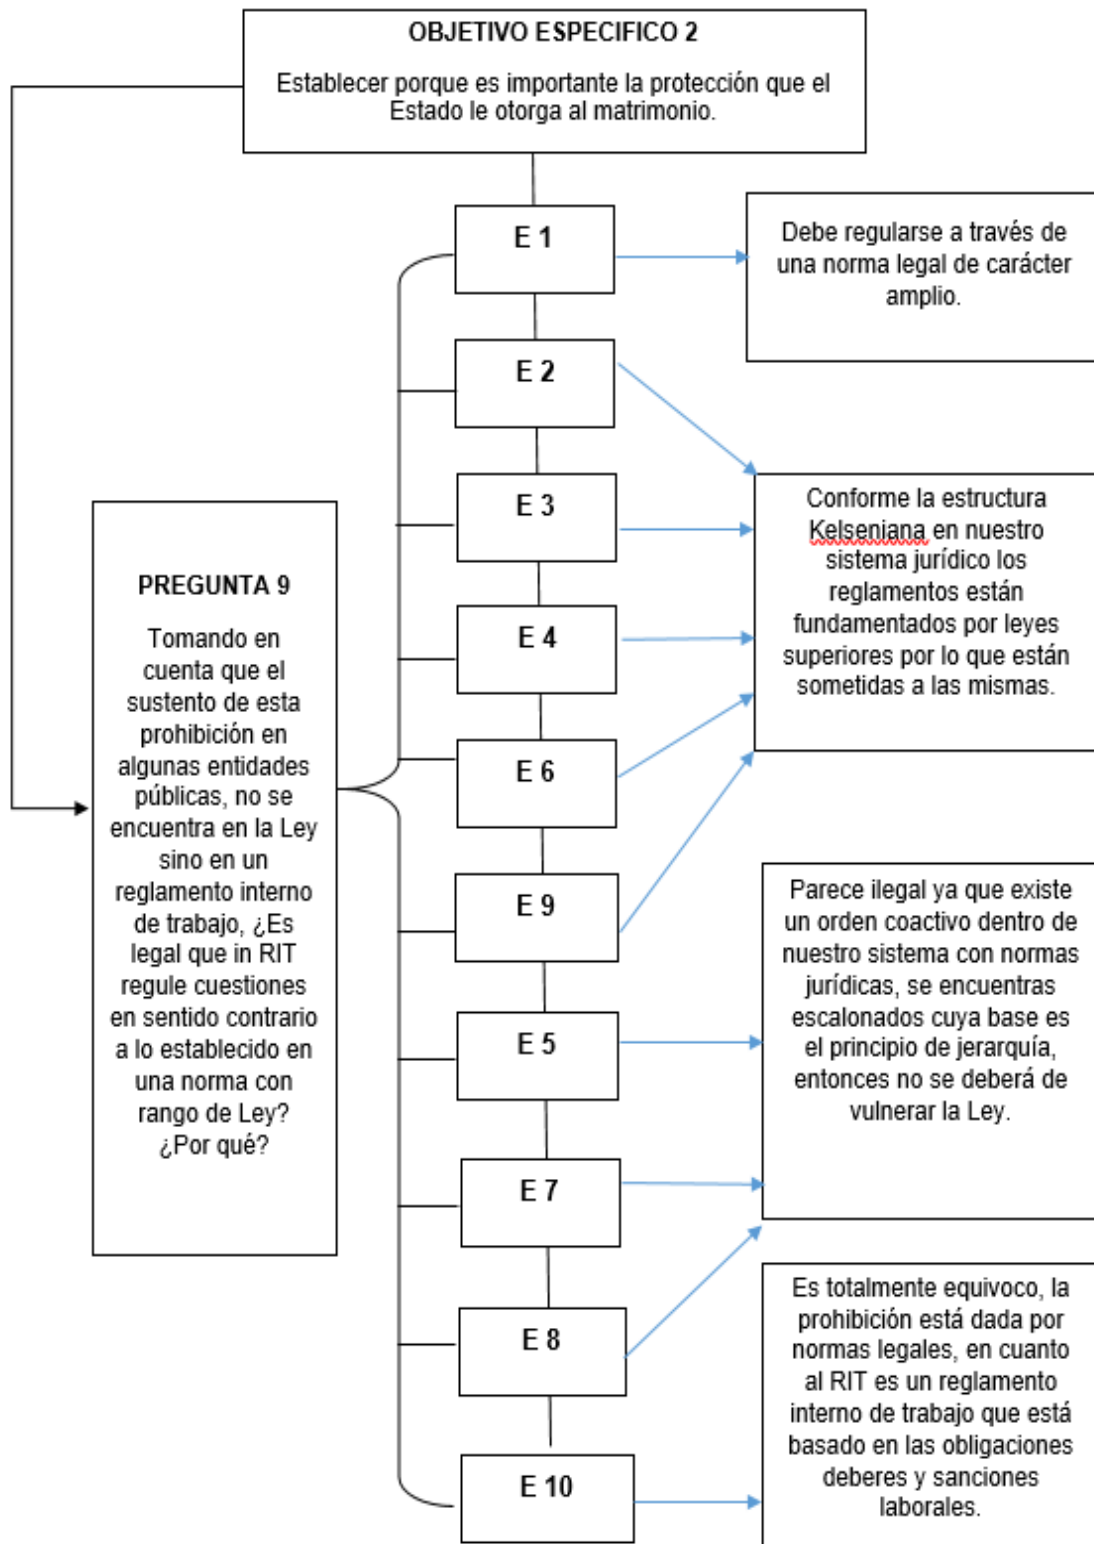 OBJETIVO ESPECIFICO 2
Establecer porque es importante la protección que el
Estado le otorga al matrimonio.
PREGUNTA 9
Tomando en
cuenta que el
sustento de esta
prohibición en
algunas entidades
públicas, no se
encuentra en la Ley
sino en un
reglamento interno
de trabajo, ¿Es
legal que in RIT
regule cuestiones
en sentido contrario
a lo establecido en
una norma con
rango de Ley?
¿Por qué?
E 1
E 2
E 3
E 4
E 6
E 9
E 5
E 7
E 8
E 10
Debe regularse a través de
una norma legal de carácter
amplio.
Conforme la estructura
Kelseniana en nuestro
sistema jurídico los
reglamentos están
fundamentados por leyes
superiores por lo que están
sometidas a las mismas.
Parece ilegal ya que existe
un orden coactivo dentro de
nuestro sistema con normas
jurídicas, se encuentras
escalonados cuya base es
el principio de jerarquía,
entonces no se deberá de
vulnerar la Ley.
Es totalmente equivoco, la
prohibición está dada por
normas legales, en cuanto
al RIT es un reglamento
interno de trabajo que está
basado en las obligaciones
deberes y sanciones
laborales.